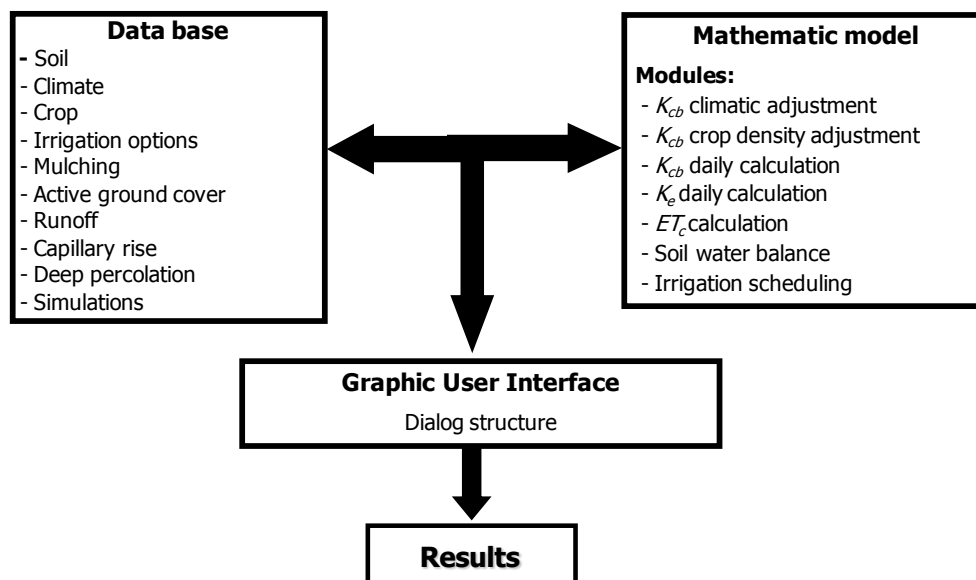 Data base
- Soil
- Climate
- Crop
- Irrigation options
- Mulching
- Active ground cover
- Runoff
- Capillary rise
- Deep percolation
- Simulations
Mathematic model
Modules:
- Kcb climatic adjustment
- Kcb crop density adjustment
- Kcb daily calculation
- Ke daily calculation
- ETc calculation
- Soil water balance
- Irrigation scheduling
Graphic User Interface
Dialog structure
Results